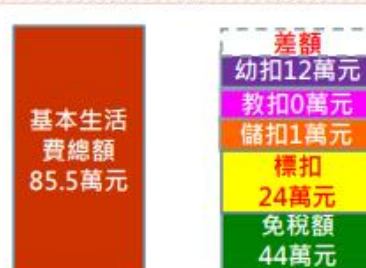 基本生活
費總額
85.5萬元
差額
幼扣12萬元
教扣0萬元
儲扣1萬元
標扣
24萬元
免稅額
44萬元